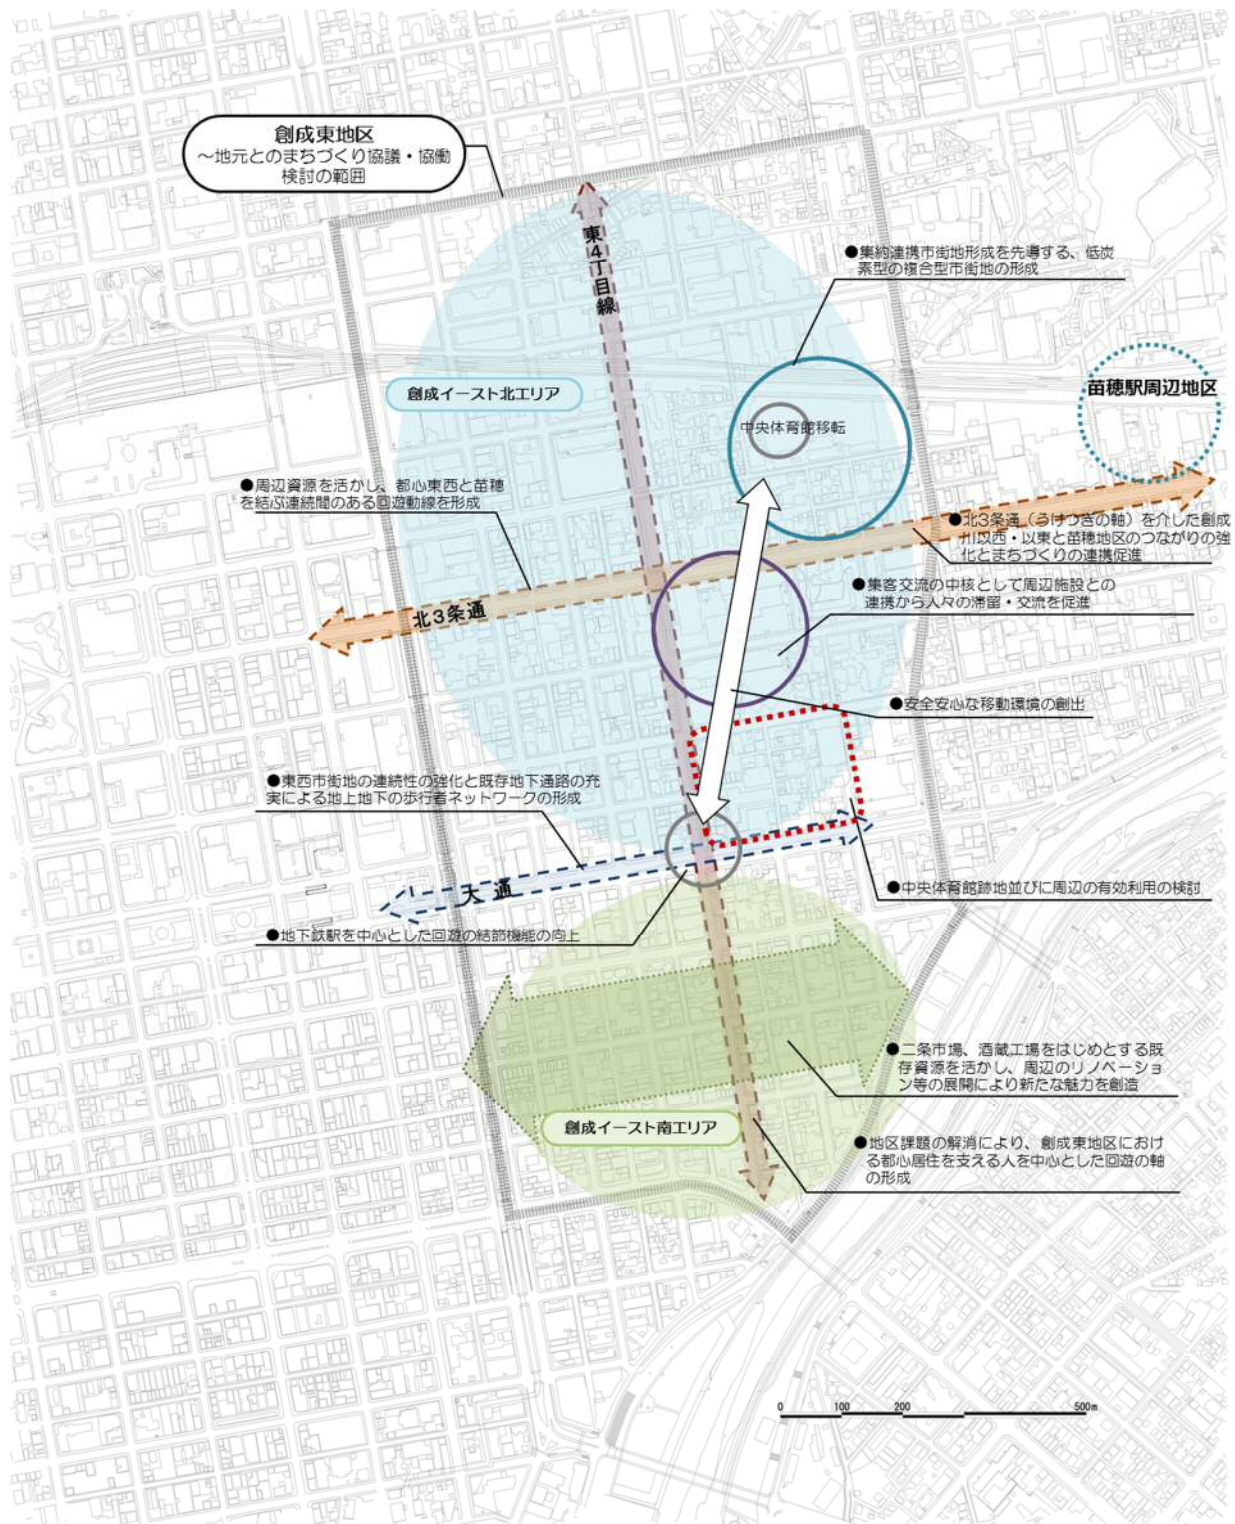 創成東地区
～地元とのまちづくり協議・協働
検討の範囲
東4丁目線
●集約連携市街地形成を先導する、低炭
素型の複合型市街地の形成
創成イースト北エリア
苗穂駅周辺地区
中央体育館移転
●周辺資源を活かし、都心東西と苗穂
を結ぶ連続間のある回遊動線を形成
●北3条通（うけつぎの軸）を介した創成
川以西・以東と苗穂地区のつながりの強
化とまちづくりの連携促進
●集客交流の中核として周辺施設との
連携から人々の滞留・交流を促進
北3条通
●安全安心な移動環境の創出
●東西市街地の連続性の強化と既存地下通路の充
実による地上地下の歩行者ネットワークの形成
大通
●中央体育館跡地並びに周辺の有効利用の検討
●地下鉄駅を中心とした回遊の結節機能の向上
●二条市場、酒蔵工場をはじめとする既
存資源を活かし、周辺のリノベーショ
ン等の展開により新たな魅力を創造
創成イースト南エリア
●地区課題の解消により、創成東地区におけ
る都心居住を支える人を中心とした回遊の軸
の形成
0 100 200 500m